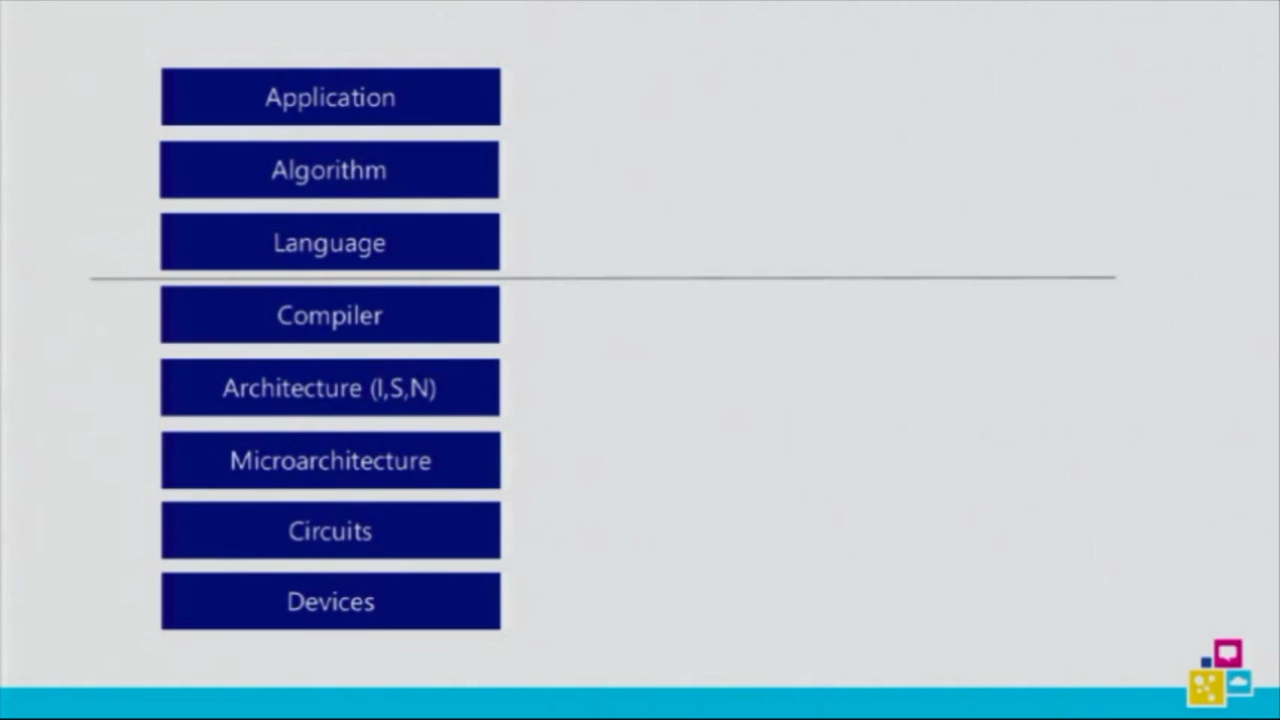 Application
Algorithm
Language
Compiler
Architecture (I,S,N)
Microarchitecture
Circuits
Devices